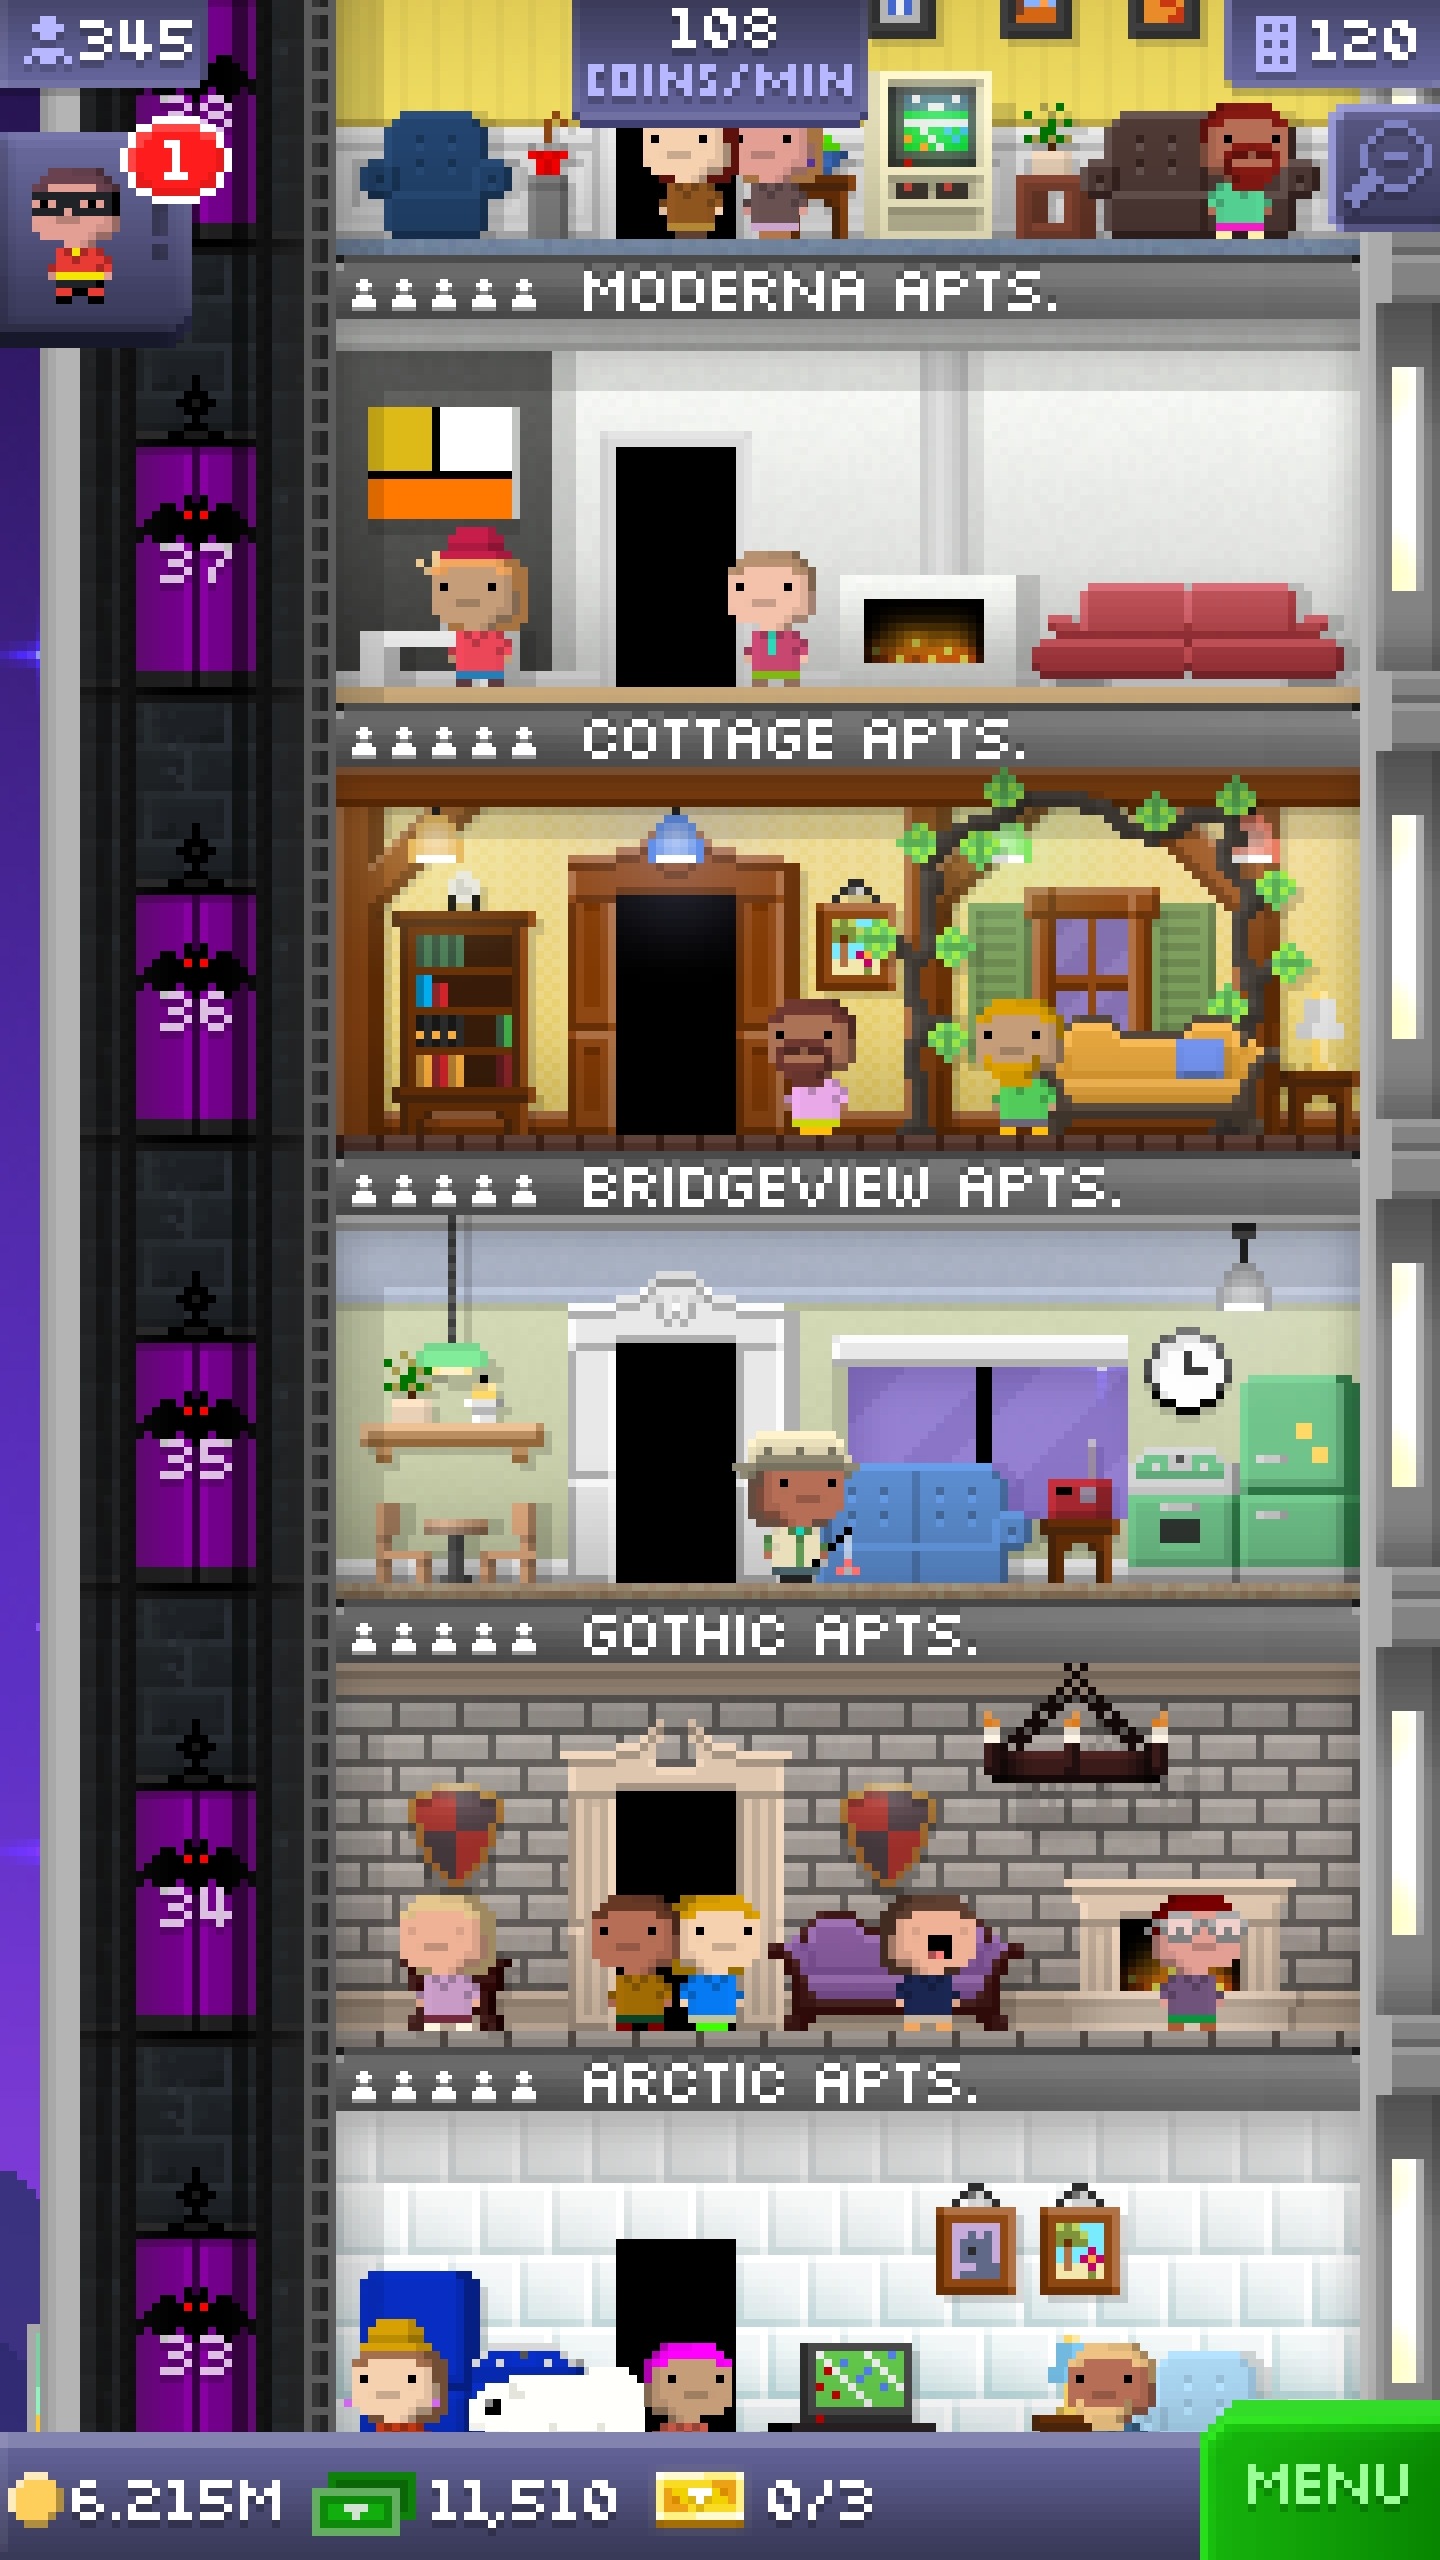 345
108
COINS/MIN
120
38
1
MODERNA APTS.
37
COTTAGE APTS.
36
BRIDGEVIEW APTS.
35
GOTHIC APTS.
34
ARCTIC APTS.
33
6.215M
11,510
0/3
MENU